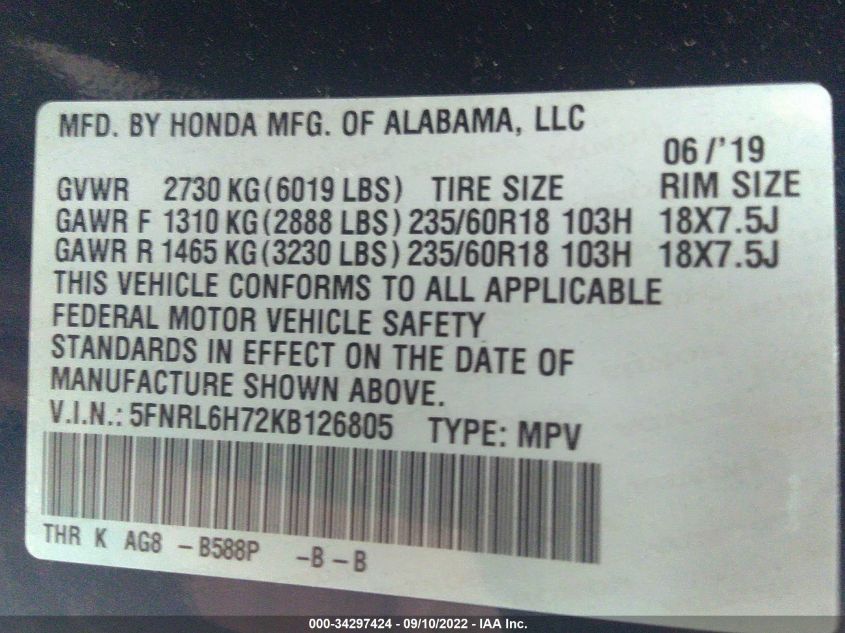 MFD. BY HONDA MFG. OF ALABAMA, LLC
06/'19
GVWR 2730 KG(6019 LBS) TIRE SIZE RIM SIZE
GAWR F 1310 KG(2888 LBS) 235/60R18 103H 18X7.5J
GAWR R 1465 KG(3230 LBS) 235/60R18 103H 18X7.5J
THIS VEHICLE CONFORMS TO ALL APPLICABLE
FEDERAL MOTOR VEHICLE SAFETY
STANDARDS IN EFFECT ON THE DATE OF
MANUFACTURE SHOWN ABOVE.
V.I.N.: 5FNRL6H72KB126805 TYPE: MPV
THR K AG8 -B588P -B-B
000-34297424 - 09/10/2022 - IAA Inc.